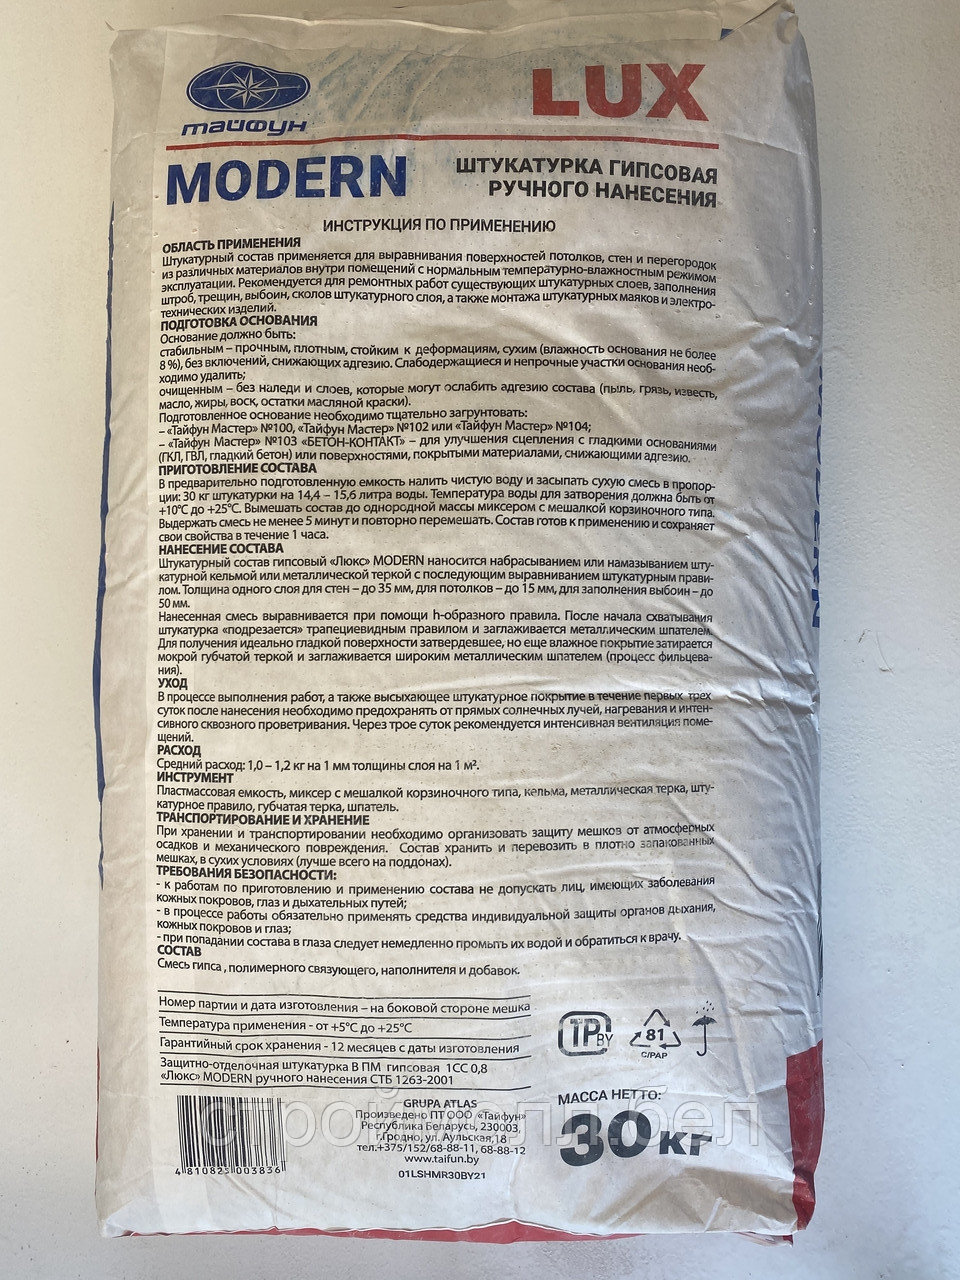 тайфун
LUX
MODERN
ШТУКАТУРКА ГИПСОВАЯ
РУЧНОГО НАНЕСЕНИЯ
ИНСТРУКЦИЯ ПО ПРИМЕНЕНИЮ
ОБЛАСТЬ ПРИМЕНЕНИЯ
Штукатурный состав применяется для выравнивания поверхностей потолков, стен и перегородок
из различных материалов внутри помещений с нормальным температурно-влажностным режимом
эксплуатации. Рекомендуется для ремонтных работ существующих штукатурных слоев, заполнения
штроб, трещин, выбоин, сколов штукатурного слоя, а также монтажа штукатурных маяков и электро-
технических изделий.
ПОДГОТОВКА ОСНОВАНИЯ
Основание должно быть:
стабильным – прочным, плотным, стойким к деформациям, сухим (влажность основания не более
8 %), без включений, снижающих адгезию. Слабодержащиеся и непрочные участки основания необ-
ходимо удалить;
очищенным – без наледи и слоев, которые могут ослабить адгезию состава (пыль, грязь, известь,
масло, жиры, воск, остатки масляной краски).
Подготовленное основание необходимо тщательно загрунтовать:
– «Тайфун Мастер» №100, «Тайфун Мастер» №102 или «Тайфун Мастер» №104;
– «Тайфун Мастер» №103 «БЕТОН-КОНТАКТ» – для улучшения сцепления с гладкими основаниями
(ГКЛ, ГВЛ, гладкий бетон) или поверхностями, покрытыми материалами, снижающими адгезию.
ПРИГОТОВЛЕНИЕ СОСТАВА
В предварительно подготовленную емкость налить чистую воду и засыпать сухую смесь в пропор-
ции: 30 кг штукатурки на 14,4 – 15,6 литра воды. Температура воды для затворения должна быть от
+10°С до +25°С. Вымешать состав до однородной массы миксером с мешалкой корзиночного типа.
Выдержать смесь не менее 5 минут и повторно перемешать. Состав готов к применению и сохраняет
свои свойства в течение 1 часа.
НАНЕСЕНИЕ СОСТАВА
Штукатурный состав гипсовый «Люкс» MODERN наносится набрасыванием или намазыванием шту-
катурной кельмой или металлической теркой с последующим выравниванием штукатурным прави-
лом. Толщина одного слоя для стен – до 35 мм, для потолков – до 15 мм, для заполнения выбоин – до
50 мм.
Нанесенная смесь выравнивается при помощи h-образного правила. После начала схватывания
штукатурка «подрезается» трапециевидным правилом и заглаживается металлическим шпателем.
Для получения идеально гладкой поверхности затвердевшее, но еще влажное покрытие затирается
мокрой губчатой теркой и заглаживается широким металлическим шпателем (процесс фильцева-
ния).
УХОД
В процессе выполнения работ, а также высыхающее штукатурное покрытие в течение первых трех
суток после нанесения необходимо предохранять от прямых солнечных лучей, нагревания и интен-
сивного сквозного проветривания. Через трое суток рекомендуется интенсивная вентиляция поме-
щений.
РАСХОД
Средний расход: 1,0 – 1,2 кг на 1 мм толщины слоя на 1 м².
ИНСТРУМЕНТ
Пластмассовая емкость, миксер с мешалкой корзиночного типа, кельма, металлическая терка, шту-
катурное правило, губчатая терка, шпатель.
ТРАНСПОРТИРОВАНИЕ И ХРАНЕНИЕ
При хранении и транспортировании необходимо организовать защиту мешков от атмосферных
осадков и механического повреждения. Состав хранить и перевозить в плотно запакованных
мешках, в сухих условиях (лучше всего на поддонах).
ТРЕБОВАНИЯ БЕЗОПАСНОСТИ:
- к работам по приготовлению и применению состава не допускать лиц, имеющих заболевания
кожных покровов, глаз и дыхательных путей;
- в процессе работы обязательно применять средства индивидуальной защиты органов дыхания,
кожных покровов и глаз;
- при попадании состава в глаза следует немедленно промыть их водой и обратиться к врачу.
СОСТАВ
Смесь гипса , полимерного связующего, наполнителя и добавок.
Номер партии и дата изготовления – на боковой стороне мешка
Температура применения - от +5°С до +25°С
Гарантийный срок хранения - 12 месяцев с даты изготовления
Защитно-отделочная штукатурка В ПМ гипсовая 1СС 0,8
«Люкс» MODERN ручного нанесения СТБ 1263-2001
ТР BY
81
C/PAP
GRUPA ATLAS
Произведено ПТ ООО „Тайфун"
Республика Беларусь, 230003,
г.Гродно, ул. Аульская,18
тел.+375/152/68-88-11, 68-88-12
www.taifun.by
01LSHMR30BY21
МАССА НЕТТО:
30 кг
4 810823 003836
строймолл.бел
MODERN